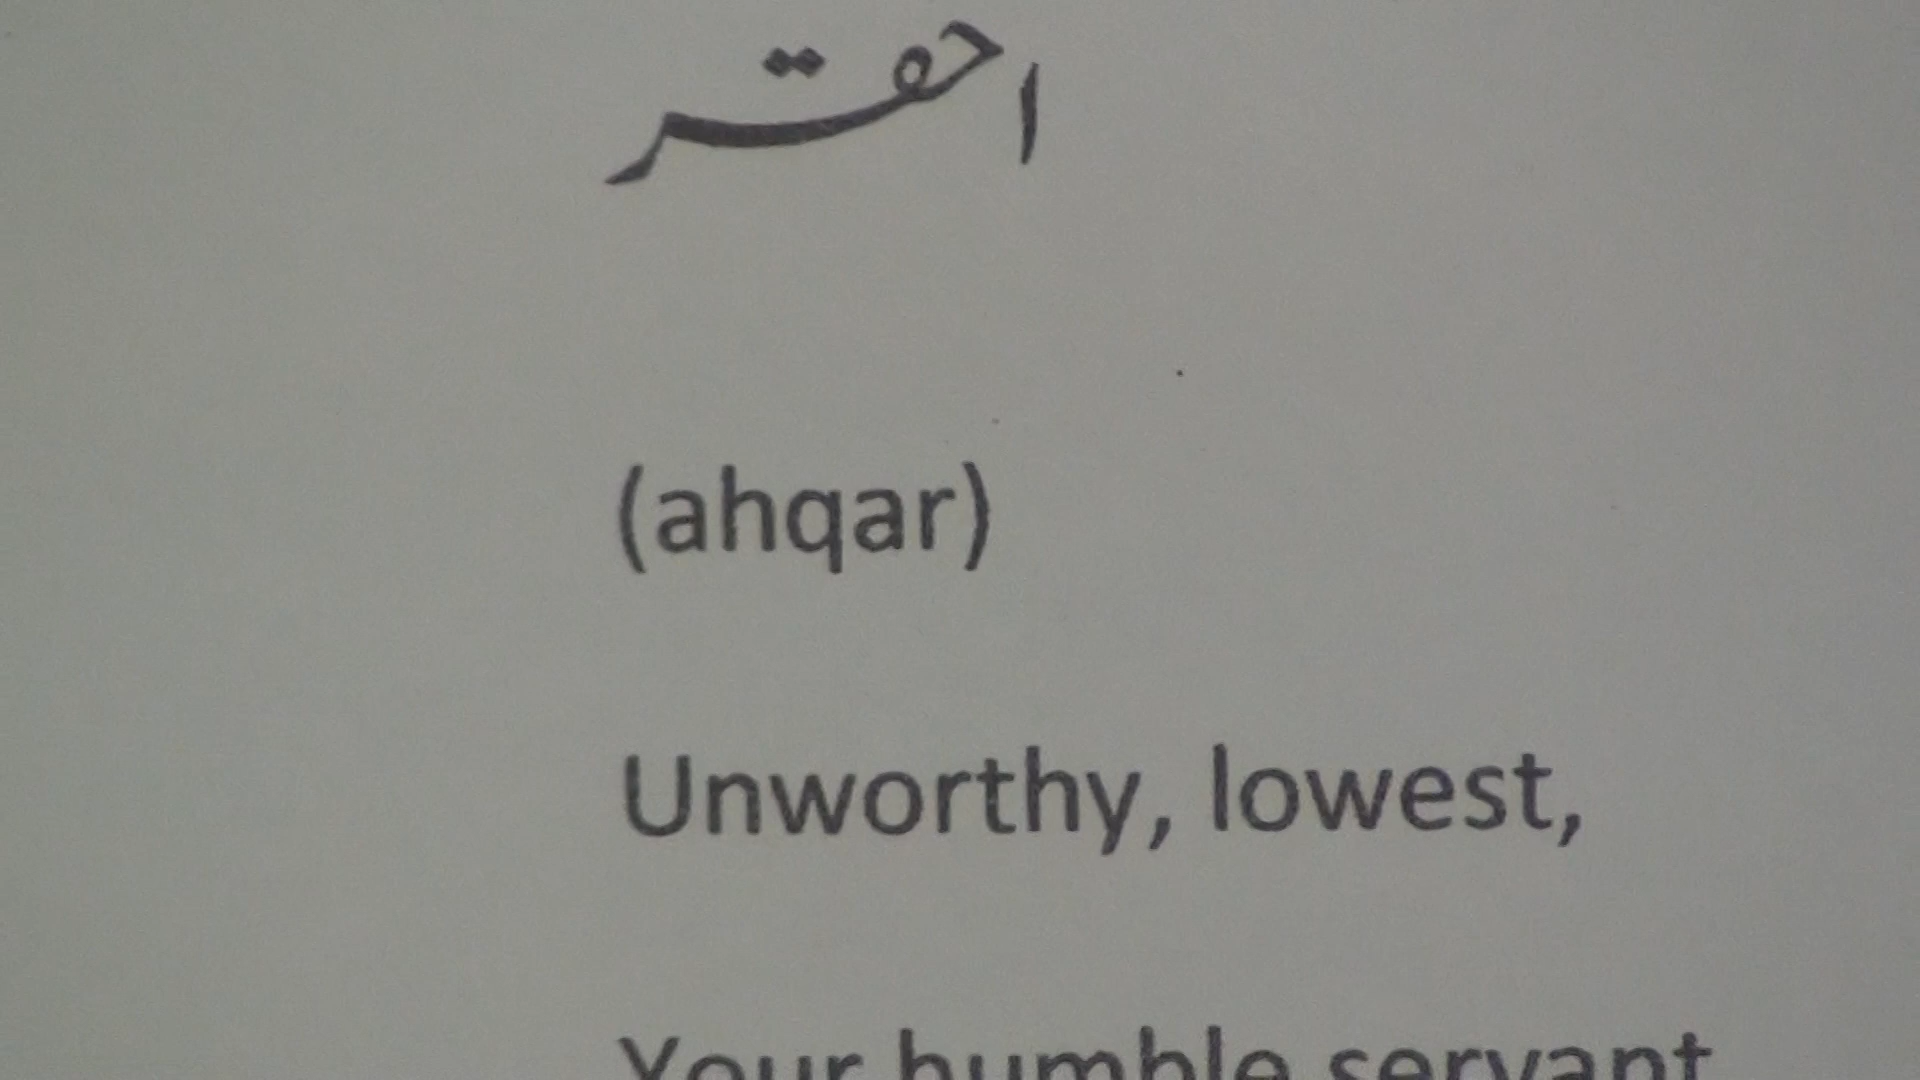 احقر
(ahqar)
Unworthy, lowest,
Your humble servant